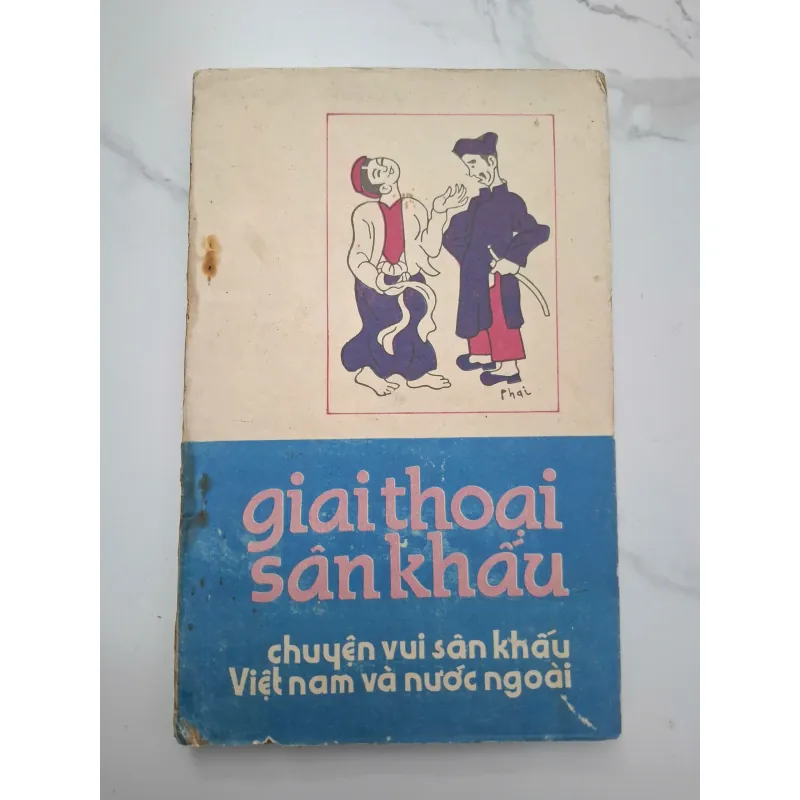 Phai
giai thoại
sân khấu
chuyện vui sân khấu
Việt nam và nước ngoài